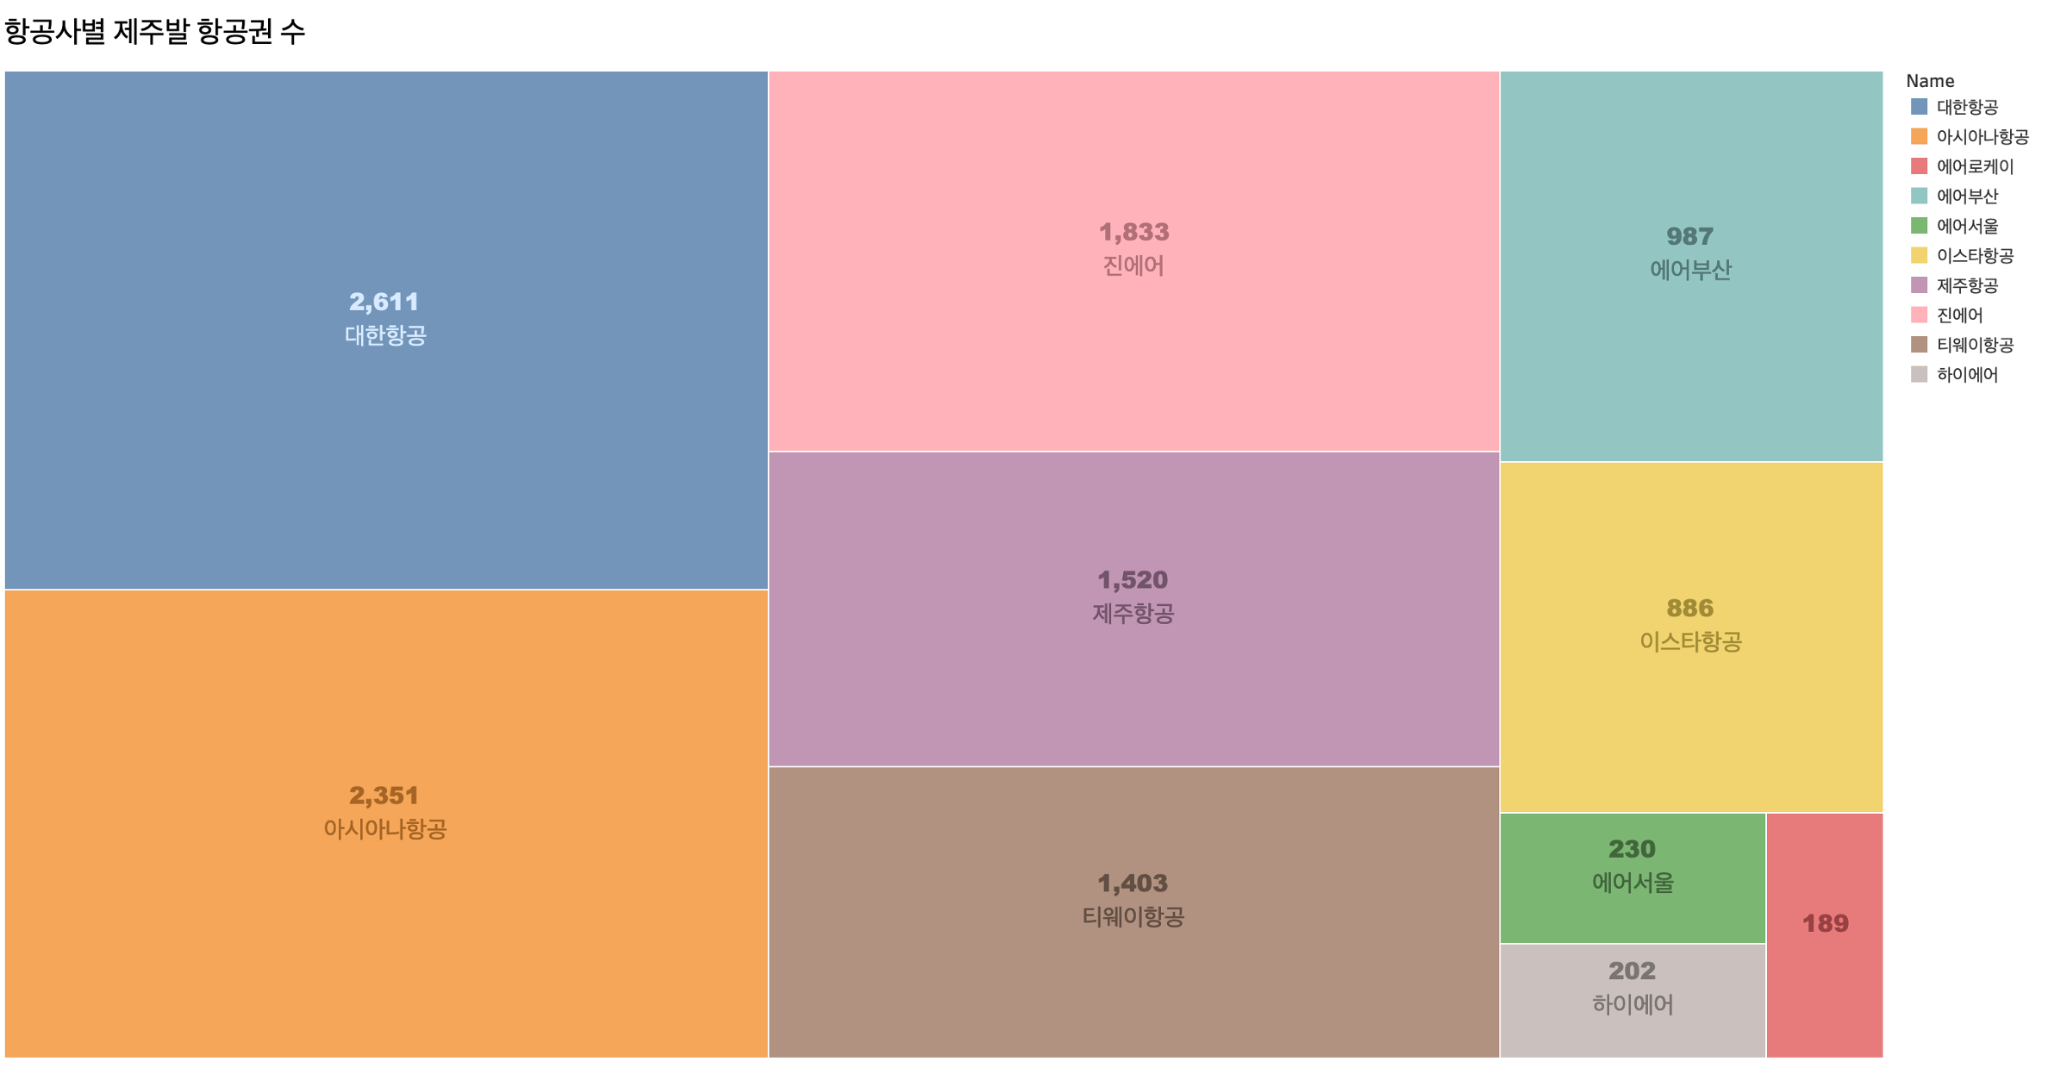 항공사별 제주발 항공권 수
2,611
대한항공
2,351
아시아나항공
1,833
진에어
1,520
제주항공
1,403
티웨이항공
987
에어부산
886
이스타항공
230
에어서울
202
하이에어
189
Name
대한항공
아시아나항공
에어로케이
에어부산
에어서울
이스타항공
제주항공
진에어
티웨이항공
하이에어